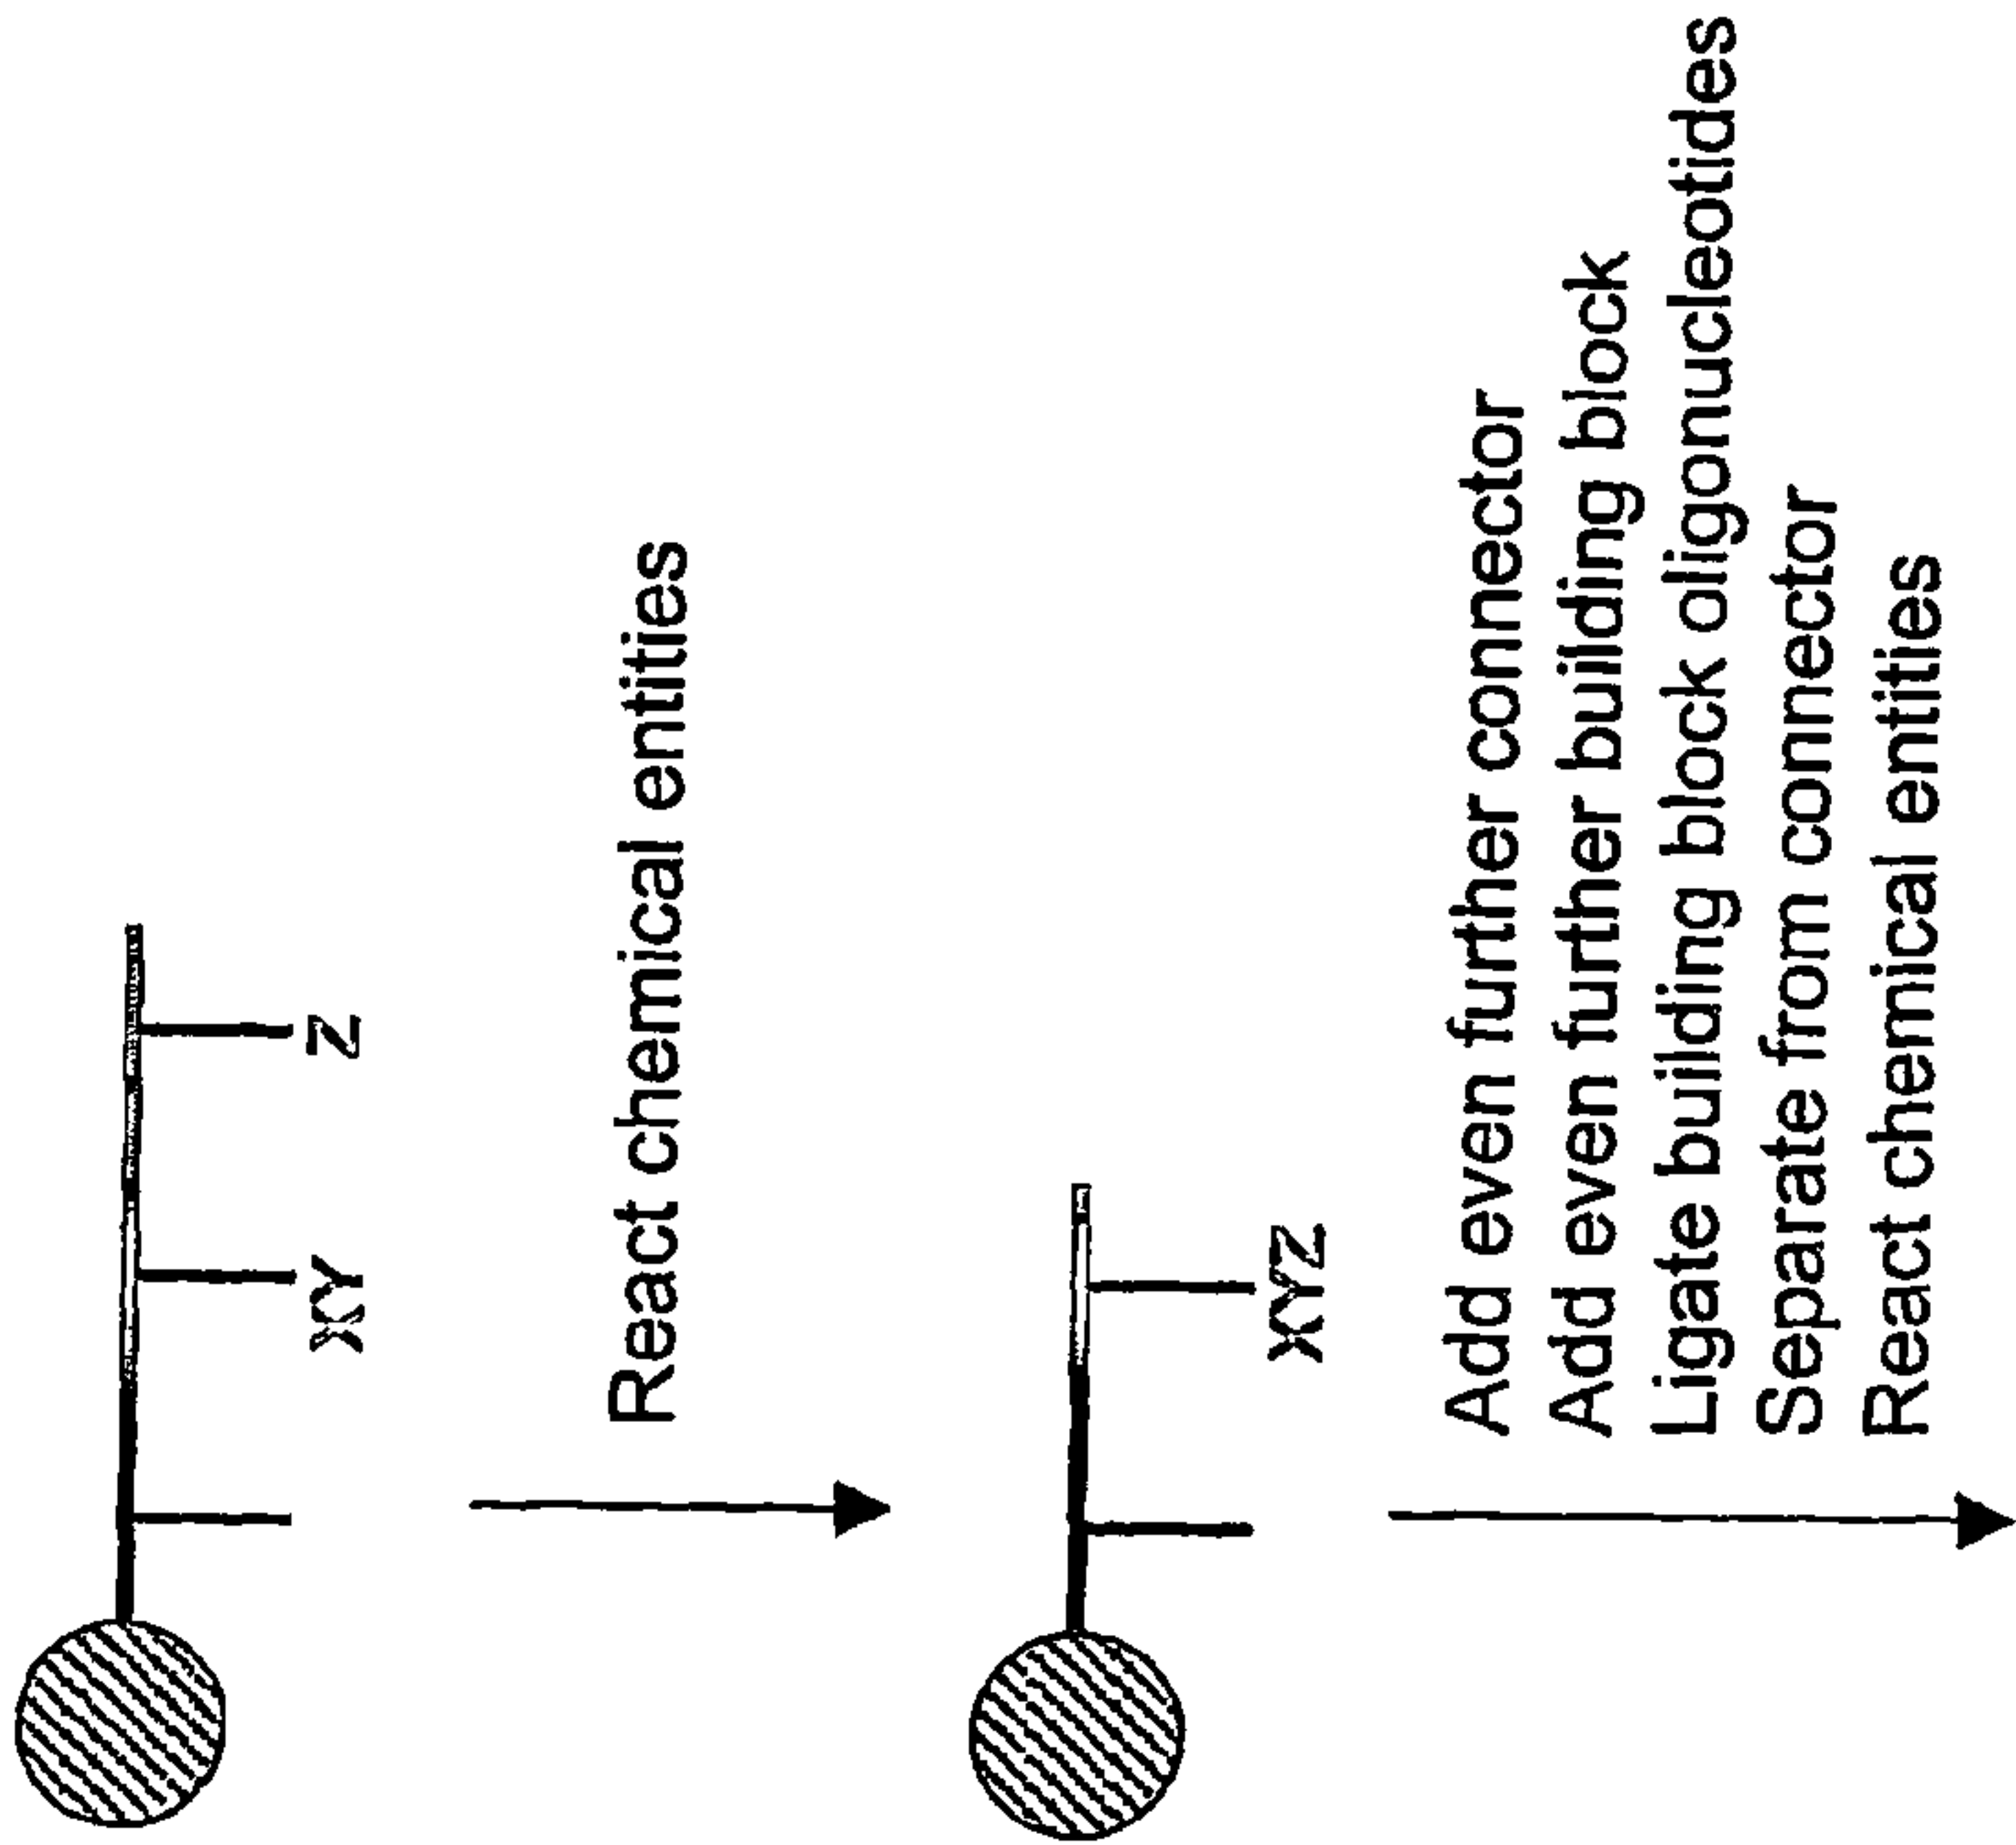 XY
Z
React chemical entities
XYZ
Add even further connector
Add even further building block
Ligate building block oligonucleotides
Separate from connector
React chemical entities